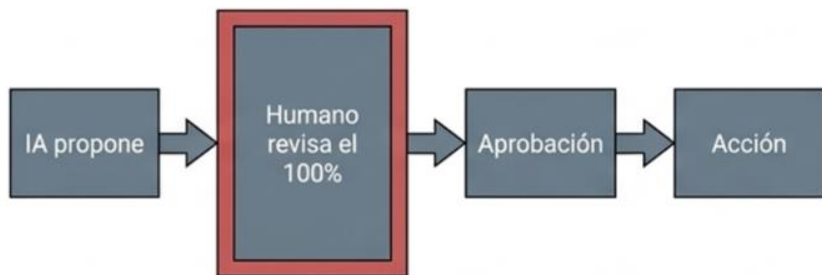 IA propone
Humano
revisa el
100%
Aprobación
Acción